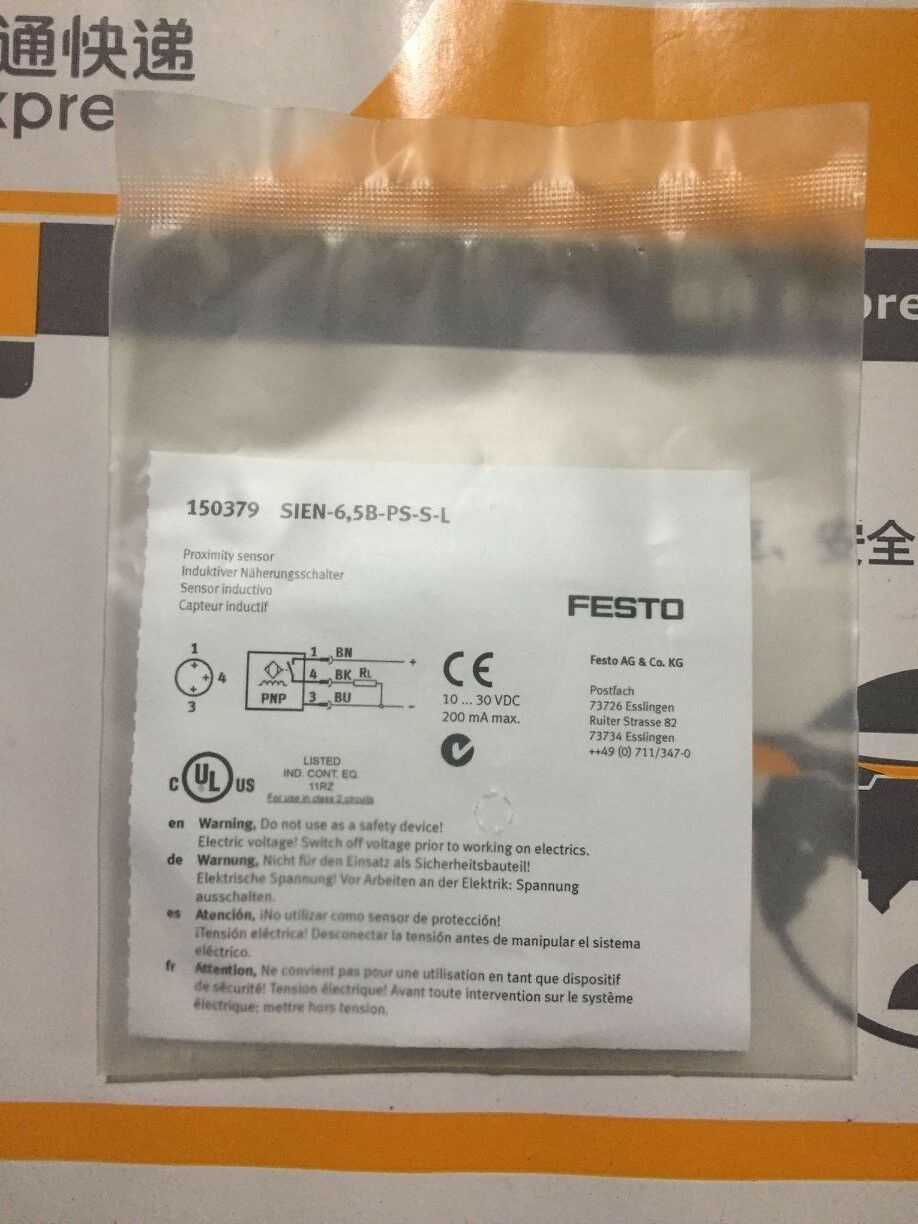 通快递
xpre
pre
安全
150379 SIEN-6,5B-PS-S-L
Proximity sensor
Induktiver Näherungsschalter
Sensor inductivo
Capteur inductif
FESTO
1
4
3
1 BN +
4 BK RL
3 BU -
PNP
CE
10 ... 30 VDC
200 mA max.
Festo AG & Co. KG
Postfach
73726 Esslingen
Ruiter Strasse 82
73734 Esslingen
++49 (0) 711/347-0
C UL US
LISTED
IND. CONT. EQ.
11RZ
For use in class 2 circuits
en Warning, Do not use as a safety device!
Electric voltage! Switch off voltage prior to working on electrics.
de Warnung, Nicht für den Einsatz als Sicherheitsbauteil!
Elektrische Spannung! Vor Arbeiten an der Elektrik: Spannung
ausschalten.
es Atención, ¡No utilizar como sensor de protección!
¡Tensión eléctrica! Desconectar la tensión antes de manipular el sistema
eléctrico.
fr Attention, Ne convient pas pour une utilisation en tant que dispositif
de sécurité! Tension électrique! Avant toute intervention sur le système
électrique: mettre hors tension.